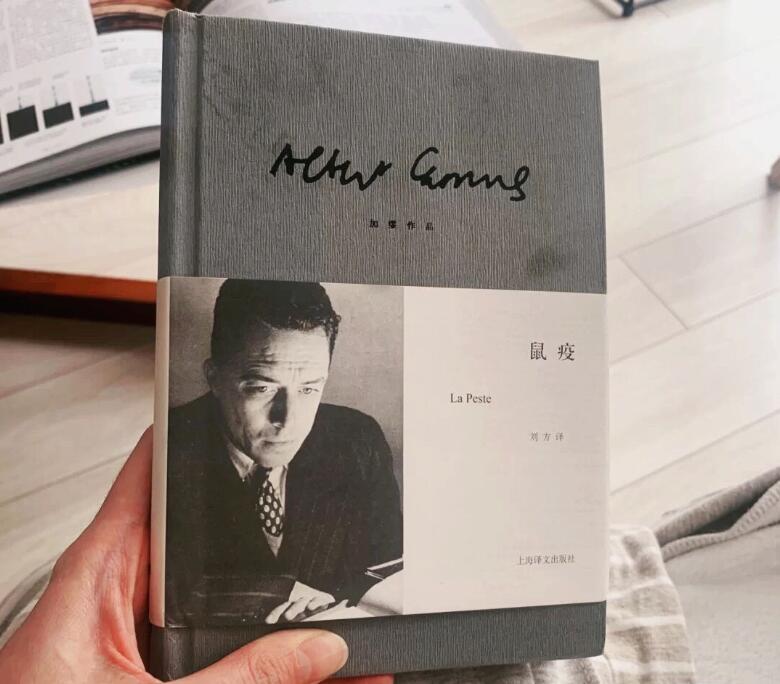 Albert Camus
加缪作品
鼠疫
La Peste
刘方 译
上海译文出版社